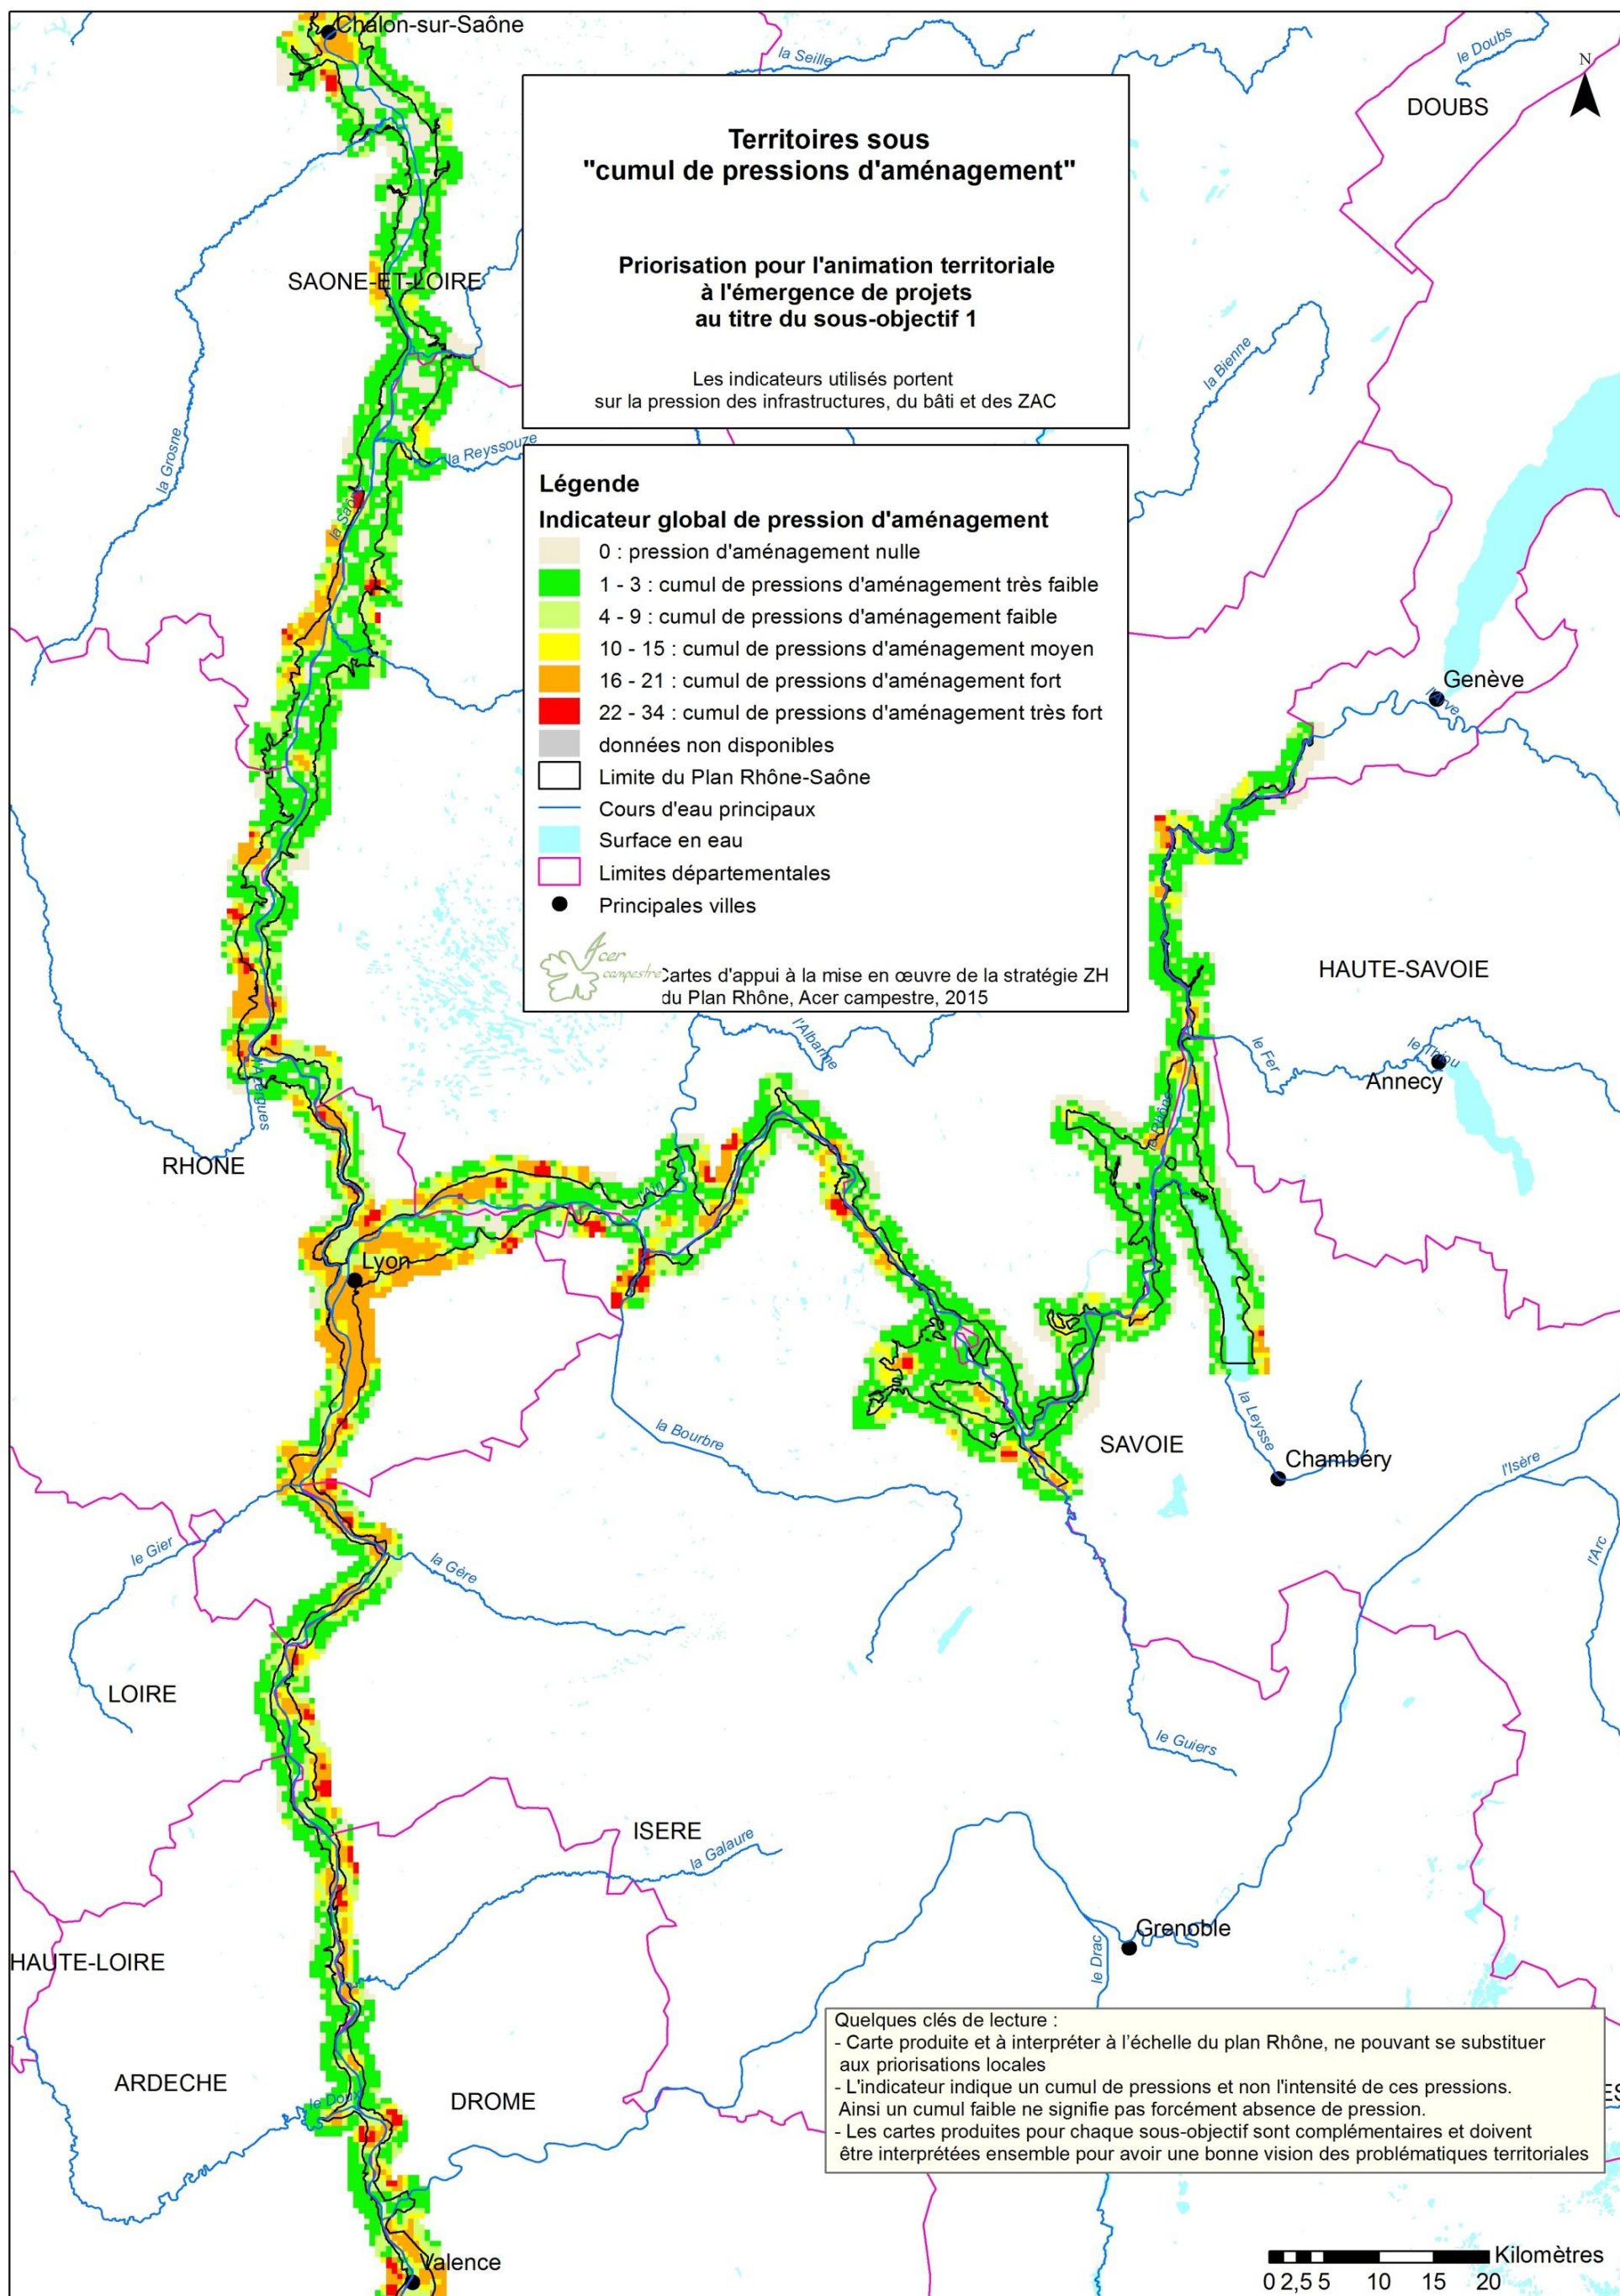 Chalon-sur-Saône
la Seille
le Doubs
N
DOUBS
Territoires sous
"cumul de pressions d'aménagement"
Priorisation pour l'animation territoriale
à l'émergence de projets
au titre du sous-objectif 1
Les indicateurs utilisés portent
sur la pression des infrastructures, du bâti et des ZAC
SAONE-ET-LOIRE
la Bienne
la Grosne
la Reyssouze
la Saône
Légende
Indicateur global de pression d'aménagement
0 : pression d'aménagement nulle
1 - 3 : cumul de pressions d'aménagement très faible
4 - 9 : cumul de pressions d'aménagement faible
10 - 15 : cumul de pressions d'aménagement moyen
16 - 21 : cumul de pressions d'aménagement fort
22 - 34 : cumul de pressions d'aménagement très fort
données non disponibles
Limite du Plan Rhône-Saône
Cours d'eau principaux
Surface en eau
Limites départementales
Principales villes
Acer
campestre
Cartes d'appui à la mise en œuvre de la stratégie ZH
du Plan Rhône, Acer campestre, 2015
Genève
l'Arve
HAUTE-SAVOIE
l'Albarine
le Fier
le Thiou
Annecy
l'Azergues
le Rhône
RHONE
l'Ain
Lyon
la Bourbre
SAVOIE
la Leysse
Chambéry
l'Isère
l'Arc
le Gier
la Gère
LOIRE
le Guiers
ISERE
la Galaure
Grenoble
le Drac
HAUTE-LOIRE
ARDECHE
le Doux
DROME
Quelques clés de lecture :
- Carte produite et à interpréter à l'échelle du plan Rhône, ne pouvant se substituer
aux priorisations locales
- L'indicateur indique un cumul de pressions et non l'intensité de ces pressions.
Ainsi un cumul faible ne signifie pas forcément absence de pression.
- Les cartes produites pour chaque sous-objectif sont complémentaires et doivent
être interprétées ensemble pour avoir une bonne vision des problématiques territoriales
ES
Valence
Kilomètres
0 2,5 5 10 15 20